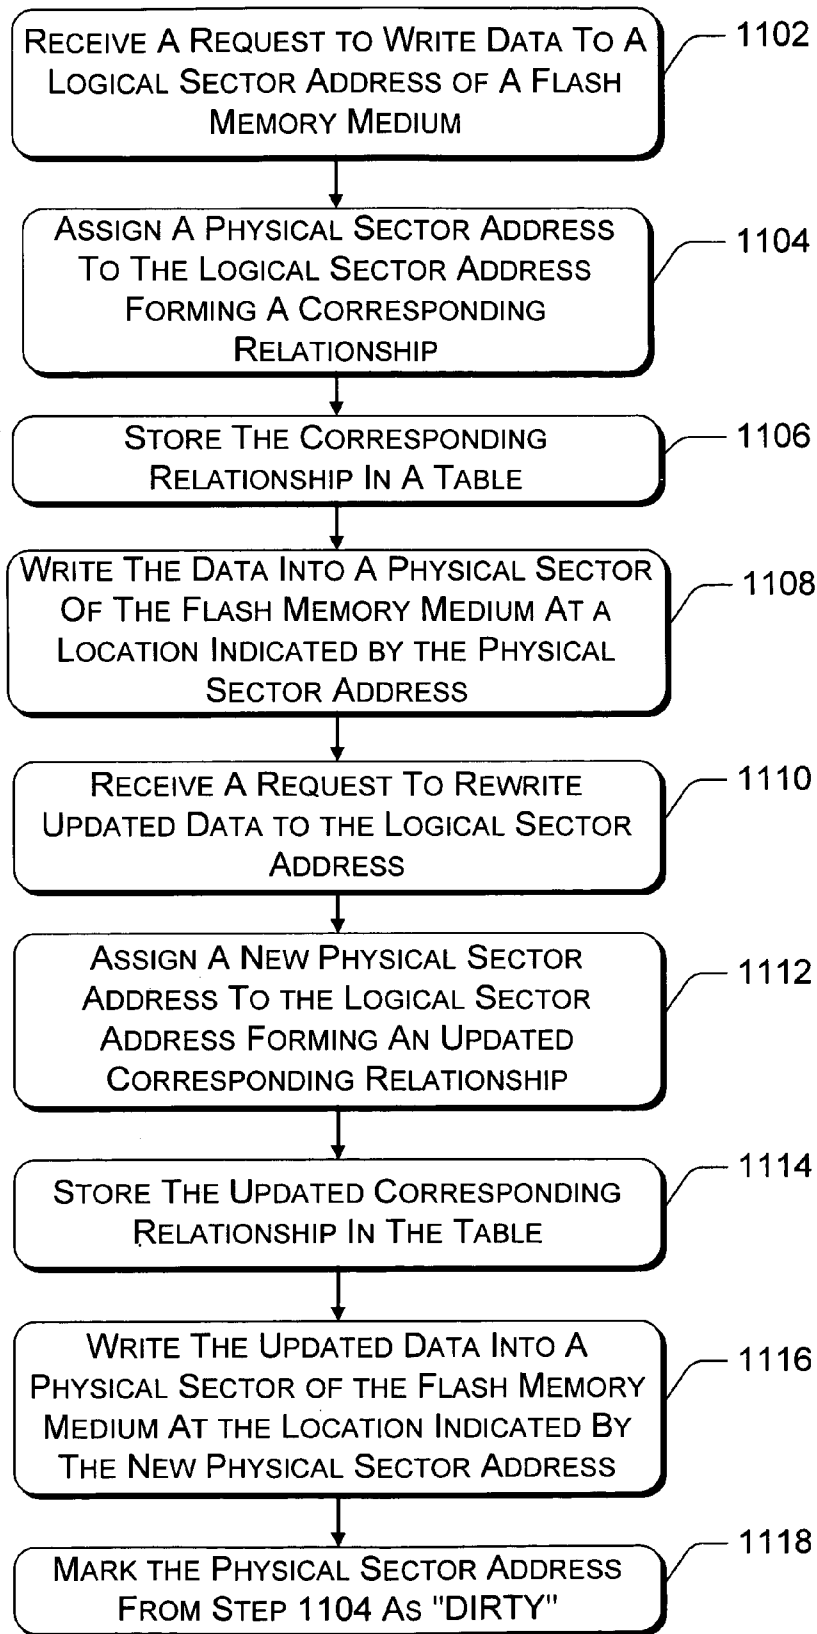 RECEIVE A REQUEST TO WRITE DATA TO A
LOGICAL SECTOR ADDRESS OF A FLASH
MEMORY MEDIUM
1102
ASSIGN A PHYSICAL SECTOR ADDRESS
TO THE LOGICAL SECTOR ADDRESS
FORMING A CORRESPONDING
RELATIONSHIP
1104
STORE THE CORRESPONDING
RELATIONSHIP IN A TABLE
1106
WRITE THE DATA INTO A PHYSICAL SECTOR
OF THE FLASH MEMORY MEDIUM AT A
LOCATION INDICATED BY THE PHYSICAL
SECTOR ADDRESS
1108
RECEIVE A REQUEST TO REWRITE
UPDATED DATA TO THE LOGICAL SECTOR
ADDRESS
1110
ASSIGN A NEW PHYSICAL SECTOR
ADDRESS TO THE LOGICAL SECTOR
ADDRESS FORMING AN UPDATED
CORRESPONDING RELATIONSHIP
1112
STORE THE UPDATED CORRESPONDING
RELATIONSHIP IN THE TABLE
1114
WRITE THE UPDATED DATA INTO A
PHYSICAL SECTOR OF THE FLASH MEMORY
MEDIUM AT THE LOCATION INDICATED BY
THE NEW PHYSICAL SECTOR ADDRESS
1116
MARK THE PHYSICAL SECTOR ADDRESS
FROM STEP 1104 AS "DIRTY"
1118